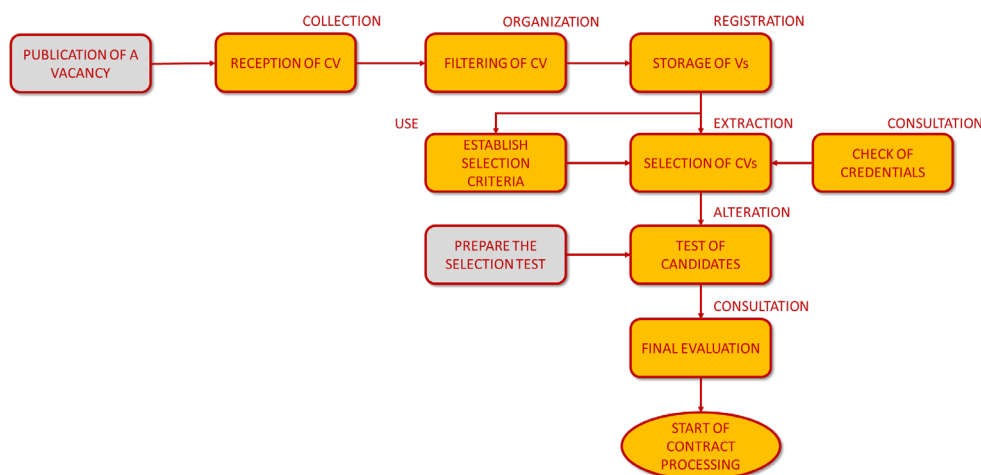 COLLECTION
ORGANIZATION
REGISTRATION
PUBLICATION OF A
VACANCY
RECEPTION OF CV
FILTERING OF CV
STORAGE OF Vs
USE
EXTRACTION
CONSULTATION
ESTABLISH
SELECTION
CRITERIA
SELECTION OF CVs
CHECK OF
CREDENTIALS
ALTERATION
PREPARE THE
SELECTION TEST
TEST OF
CANDIDATES
CONSULTATION
FINAL EVALUATION
START OF
CONTRACT
PROCESSING